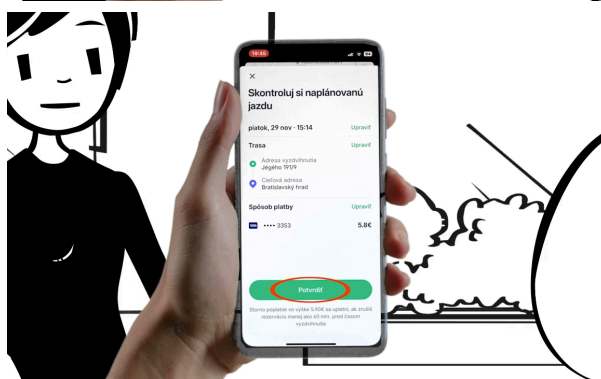 19:45
64
Skontroluj si naplánovanú
jazdu
piatok, 29 nov · 15:14 Upraviť
Trasa Upraviť
Adresa vyzdvihnutia
Jégého 191/9
Cieľová adresa
Bratislavský hrad
Spôsob platby Upraviť
•••• 3353 5.8€
Potvrdiť
Storno poplatok vo výške 5.90€ sa uplatní, ak zrušíš
rezerváciu menej ako 60 min. pred časom
vyzdvihnutia